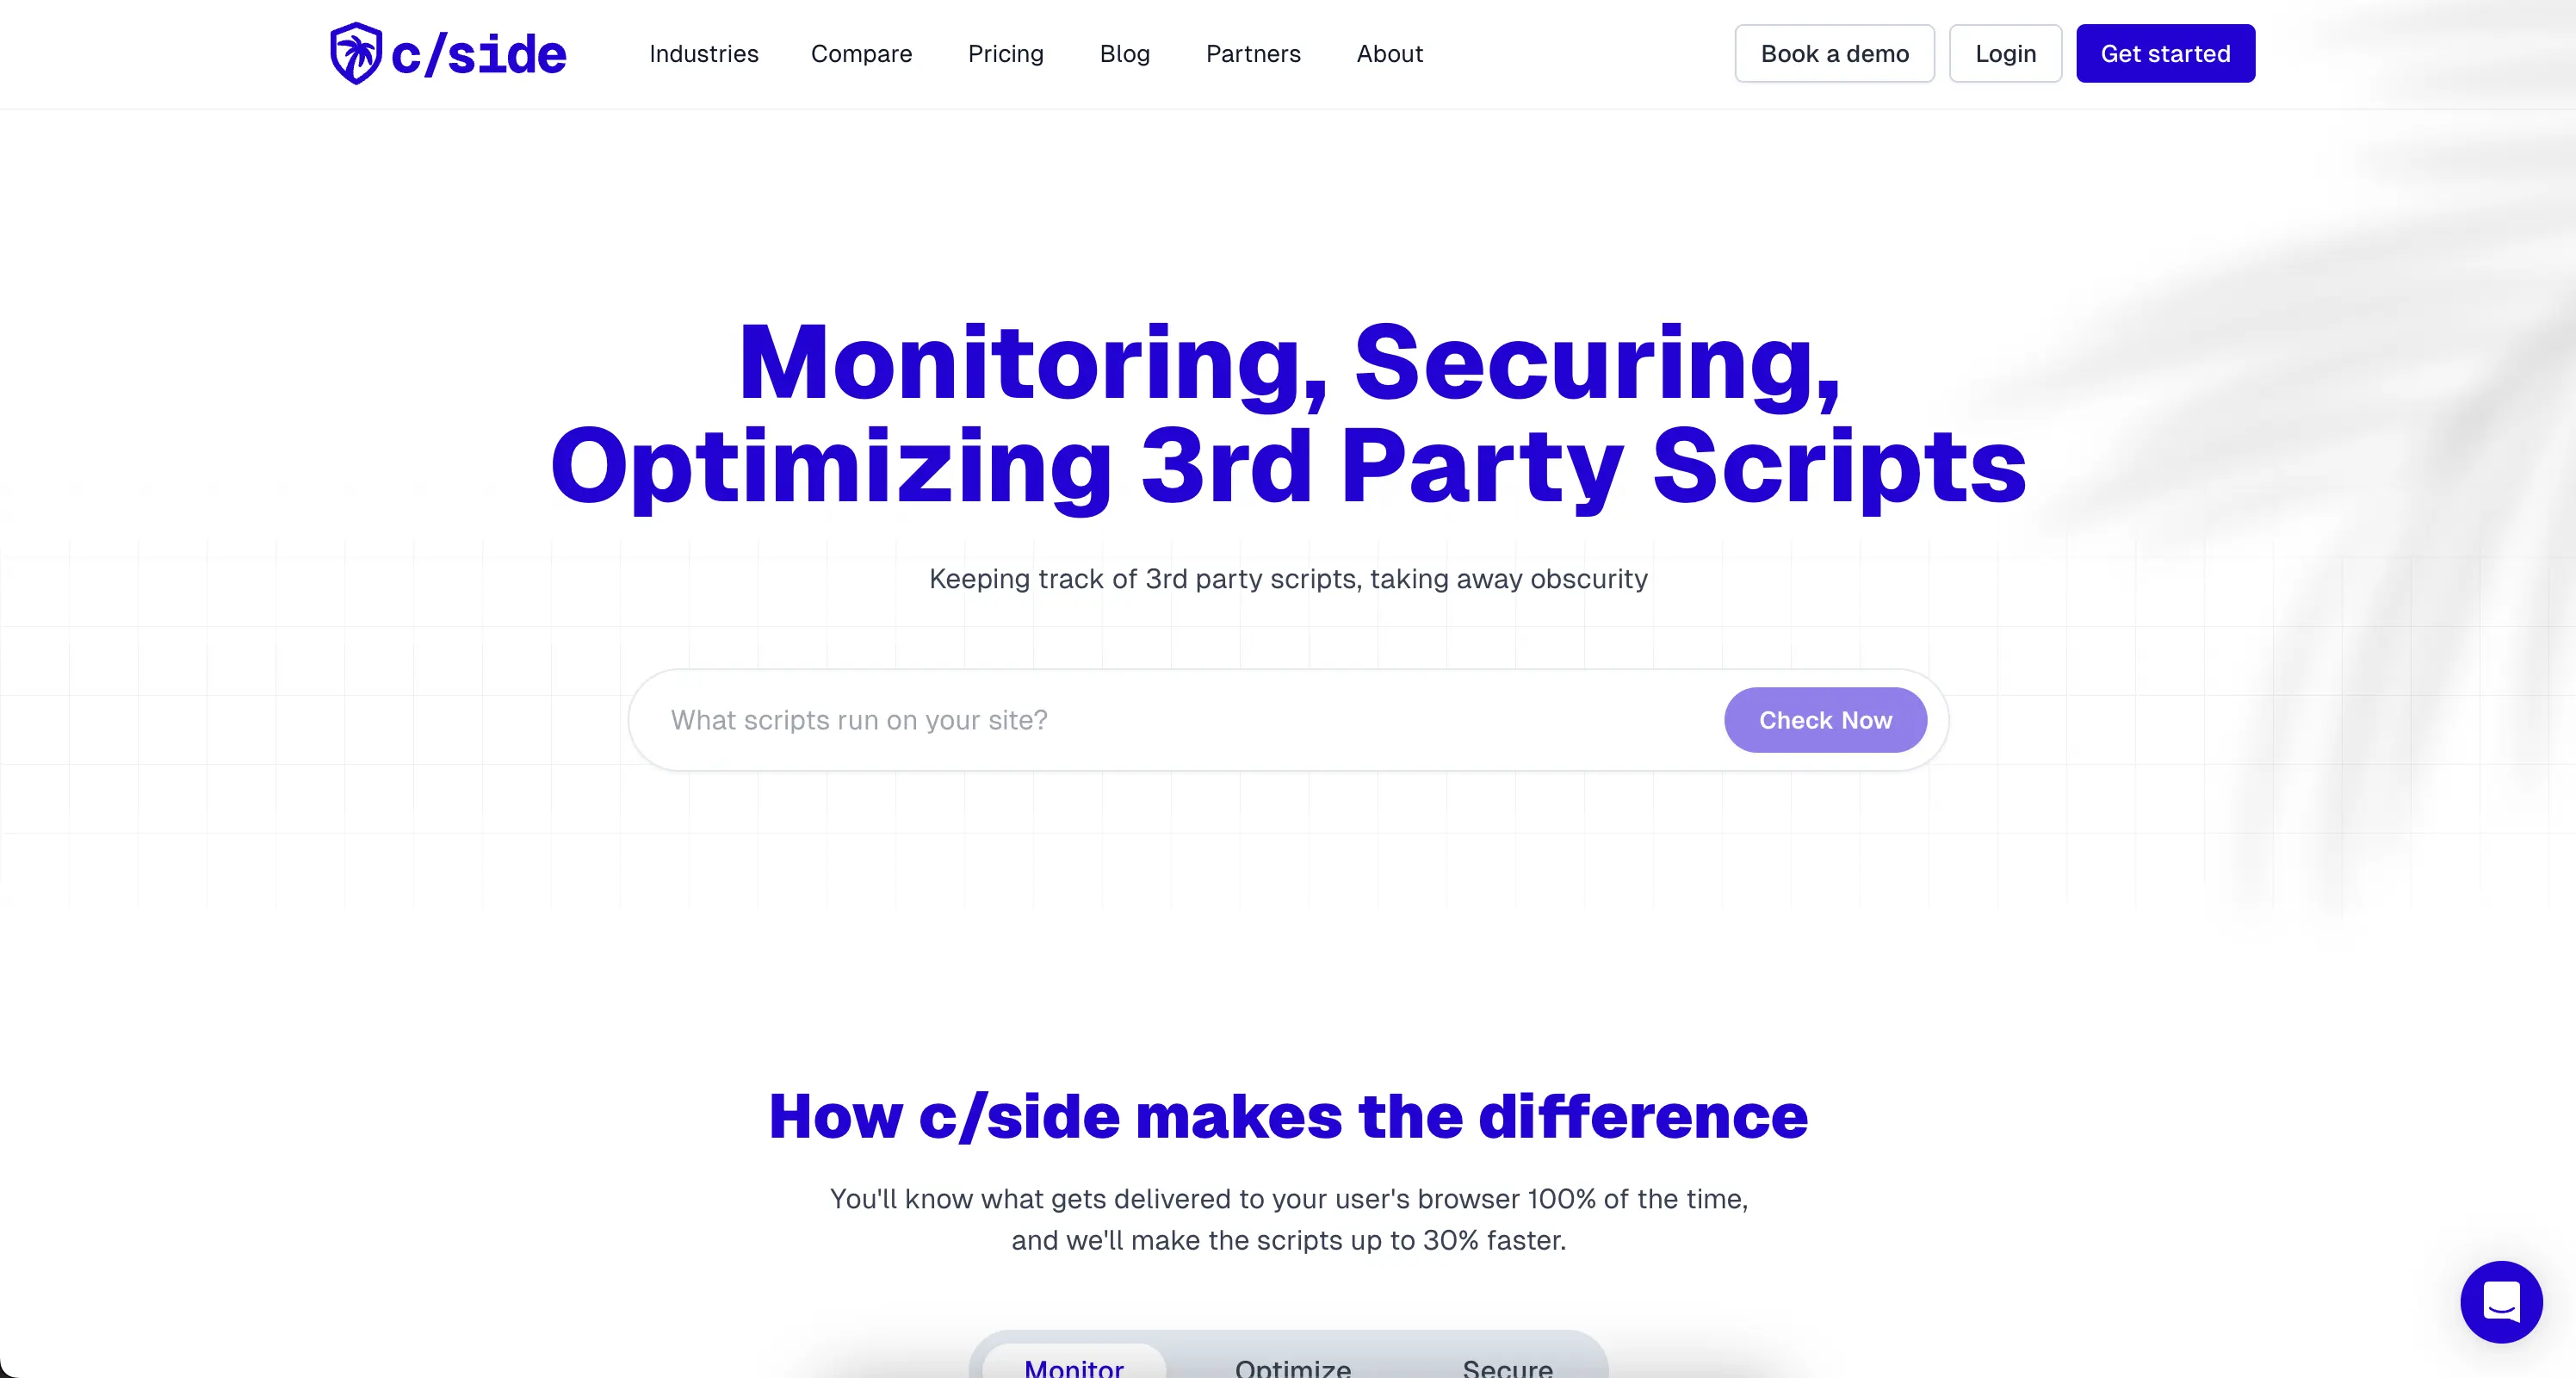 c/side
Industries Compare Pricing Blog Partners About
Book a demo Login Get started
Monitoring, Securing,
Optimizing 3rd Party Scripts
Keeping track of 3rd party scripts, taking away obscurity
What scripts run on your site? Check Now
How c/side makes the difference
You'll know what gets delivered to your user's browser 100% of the time,
and we'll make the scripts up to 30% faster.
Monitor Optimize Secure